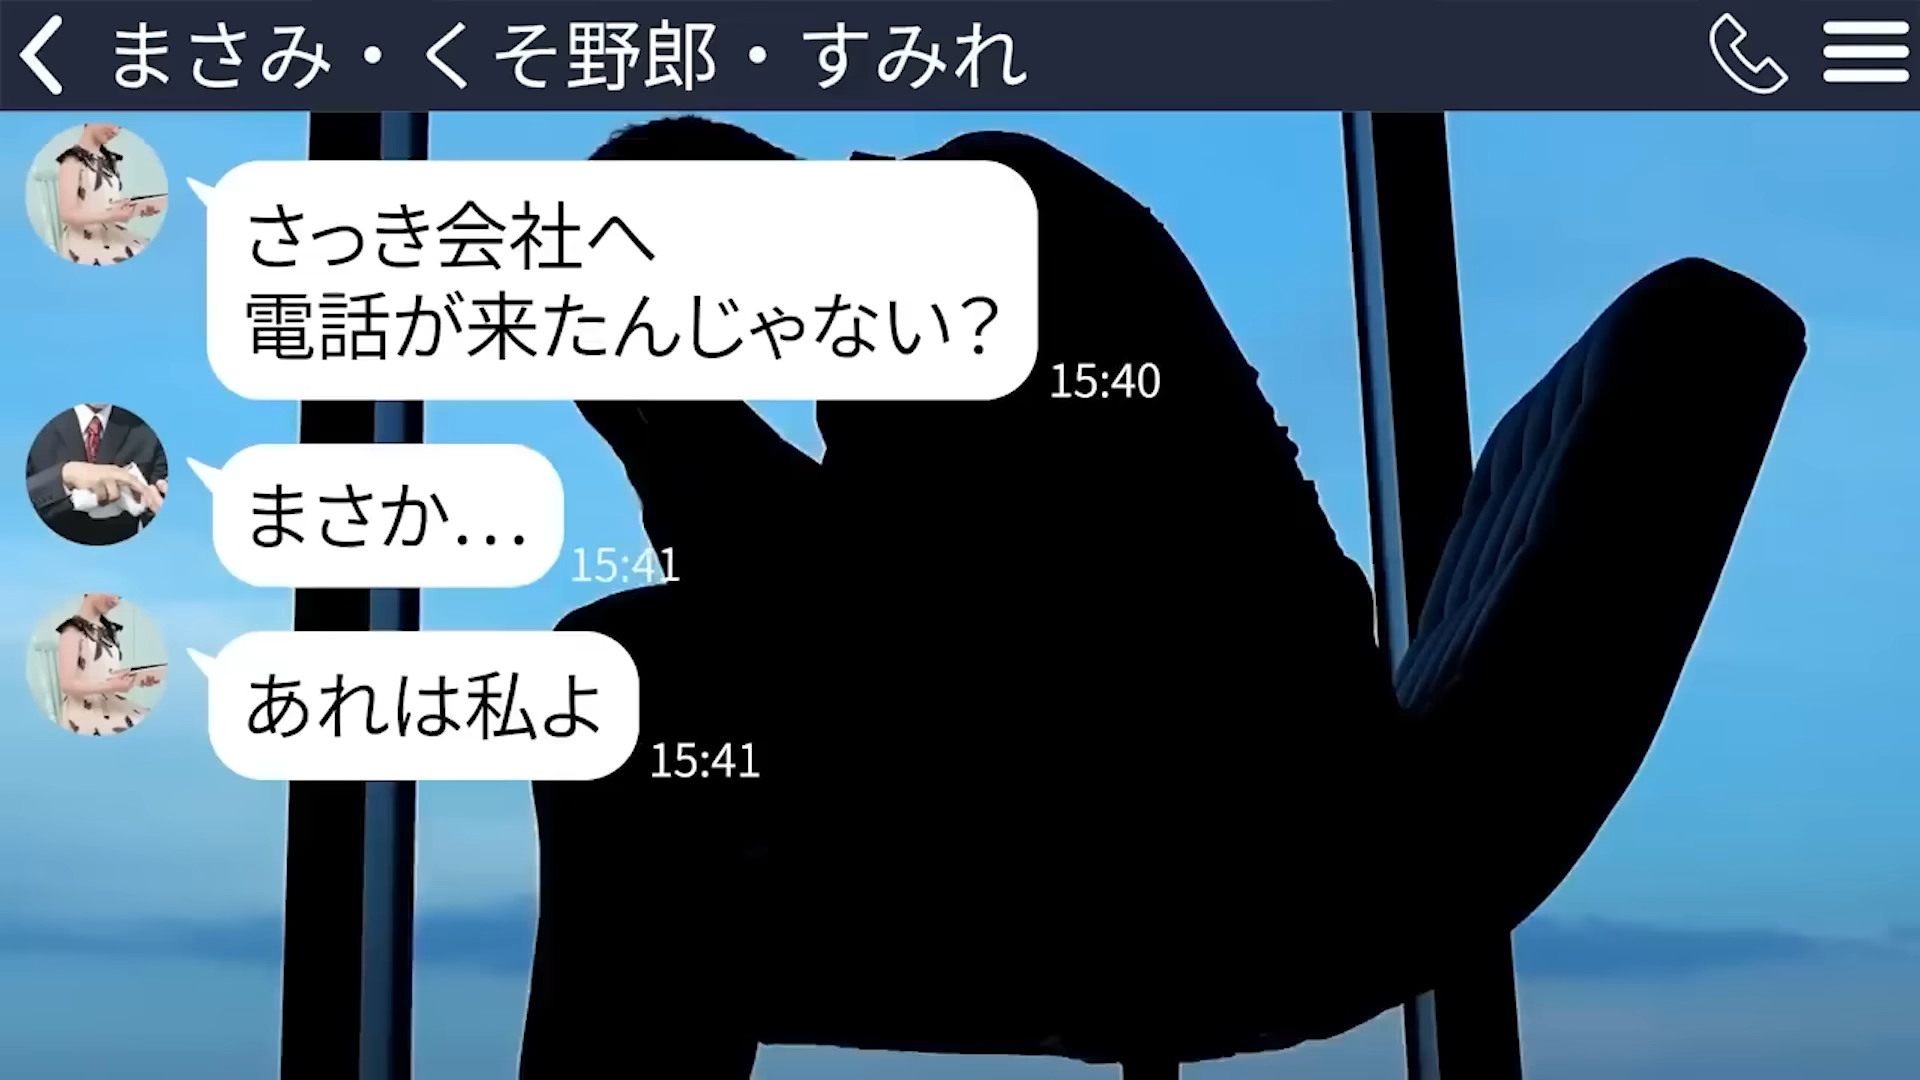 まさみ・くそ野郎・すみれ
さっき会社へ
電話が来たんじゃない？
15:40
まさか…
15:41
あれは私よ
15:41